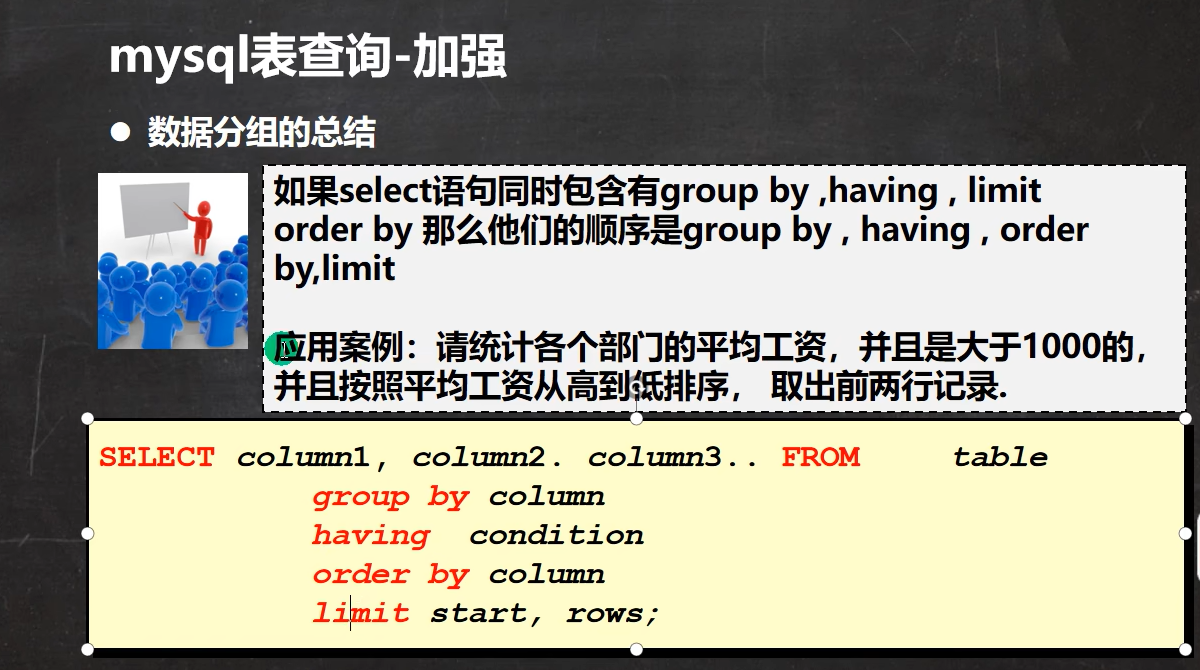 mysql表查询-加强
● 数据分组的总结
如果select语句同时包含有group by ,having , limit
order by 那么他们的顺序是group by , having , order
by,limit
应用案例：请统计各个部门的平均工资，并且是大于1000的，
并且按照平均工资从高到低排序， 取出前两行记录.
SELECT column1, column2. column3.. FROM table
group by column
having condition
order by column
limit start, rows;